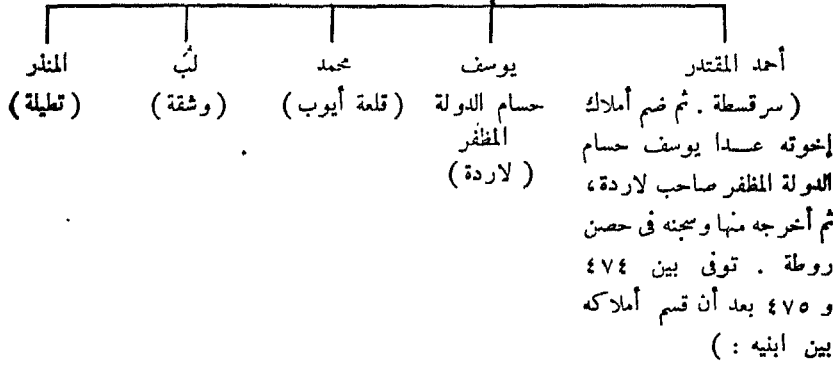 أحمد المقتدر
( سرقسطة . ثم ضم أملاك
إخوته عدا يوسف حسام
الدولة المظفر صاحب لاردة ،
ثم أخرجه منها وسجنه فى حصن
روطة . توفى بين ٤٧٤
و ٤٧٥ بعد أن قسم أملاكه
بين ابنيه : )
يوسف
حسام الدولة
المظفر
( لاردة )
محمد
( قلعة أيوب )
لُبّ
( وشقة )
المنذر
( تطيلة )